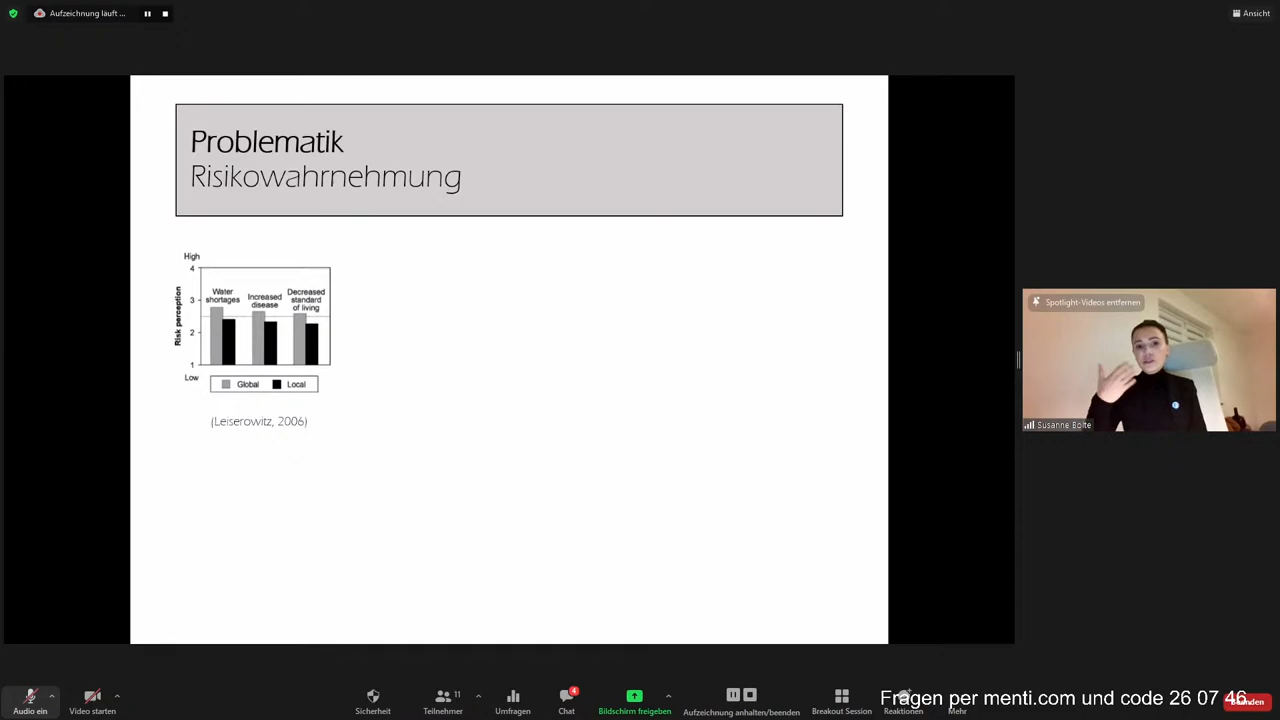 Aufzeichnung läuft ...
Ansicht
Problematik
Risikowahrnehmung
High
4
3
2
1
Low
Risk perception
Water
shortages
Increased
disease
Decreased
standard
of living
Global
Local
(Leiserowitz, 2006)
Spotlight-Videos entfernen
Susanne Bolte
Audio ein
Video starten
Sicherheit
11
Teilnehmer
Umfragen
4
Chat
Bildschirm freigeben
Aufzeichnung anhalten/beenden
Breakout Session
Reaktionen
Mehr
Fragen per menti.com und code 26 07 46